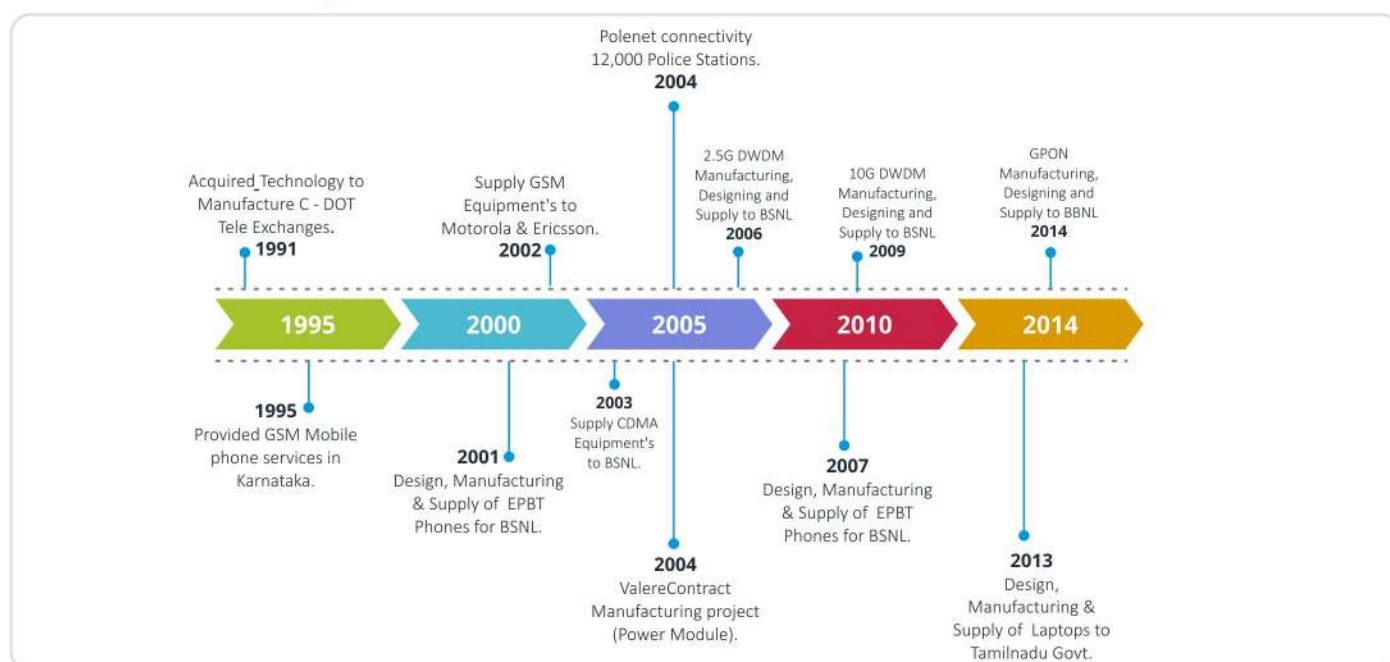 Polenet connectivity
12,000 Police Stations.
2004
Acquired_Technology to
Manufacture C - DOT
Tele Exchanges.
1991
Supply GSM
Equipment's to
Motorola & Ericsson.
2002
2.5G DWDM
Manufacturing,
Designing and
Supply to BSNL
2006
10G DWDM
Manufacturing,
Designing and
Supply to BSNL
2009
GPON
Manufacturing,
Designing and
Supply to BBNL
2014
1995
2000
2005
2010
2014
1995
Provided GSM Mobile
phone services in
Karnataka.
2001
Design, Manufacturing
& Supply of EPBT
Phones for BSNL.
2003
Supply CDMA
Equipment's
to BSNL.
2004
ValereContract
Manufacturing project
(Power Module).
2007
Design, Manufacturing
& Supply of EPBT
Phones for BSNL.
2013
Design,
Manufacturing &
Supply of Laptops to
Tamilnadu Govt.